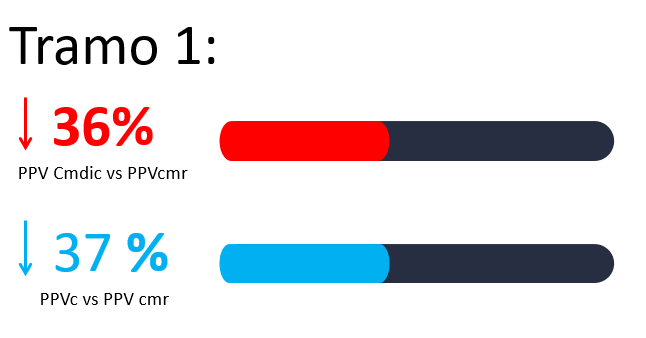 Tramo 1:
↓ 36%
PPV Cmdic vs PPVcmr
↓ 37 %
PPVc vs PPV cmr